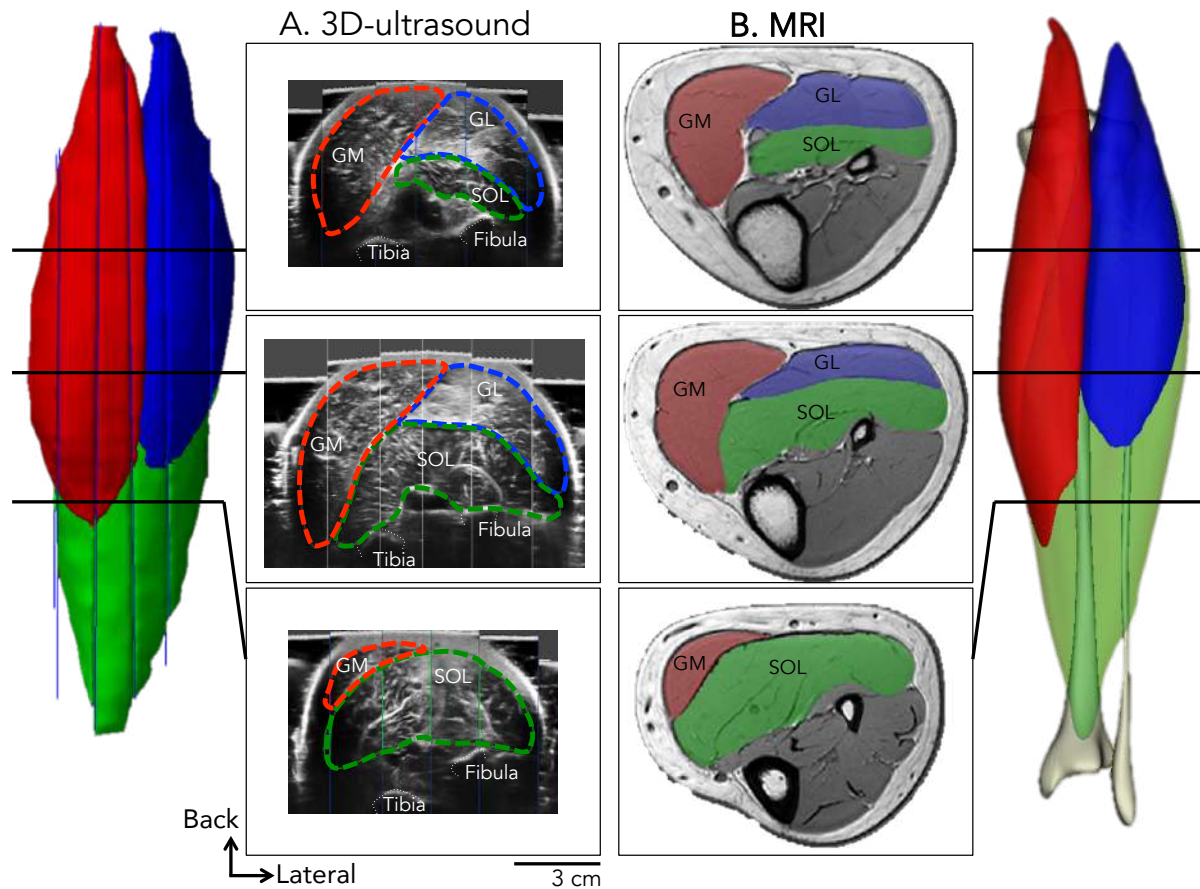 A. 3D-ultrasound
B. MRI
GL
GM
SOL
Tibia
Fibula
GL
GM
SOL
GL
GM
SOL
Tibia
Fibula
GL
GM
SOL
GM
SOL
Fibula
Tibia
GM
SOL
Back
Lateral
3 cm